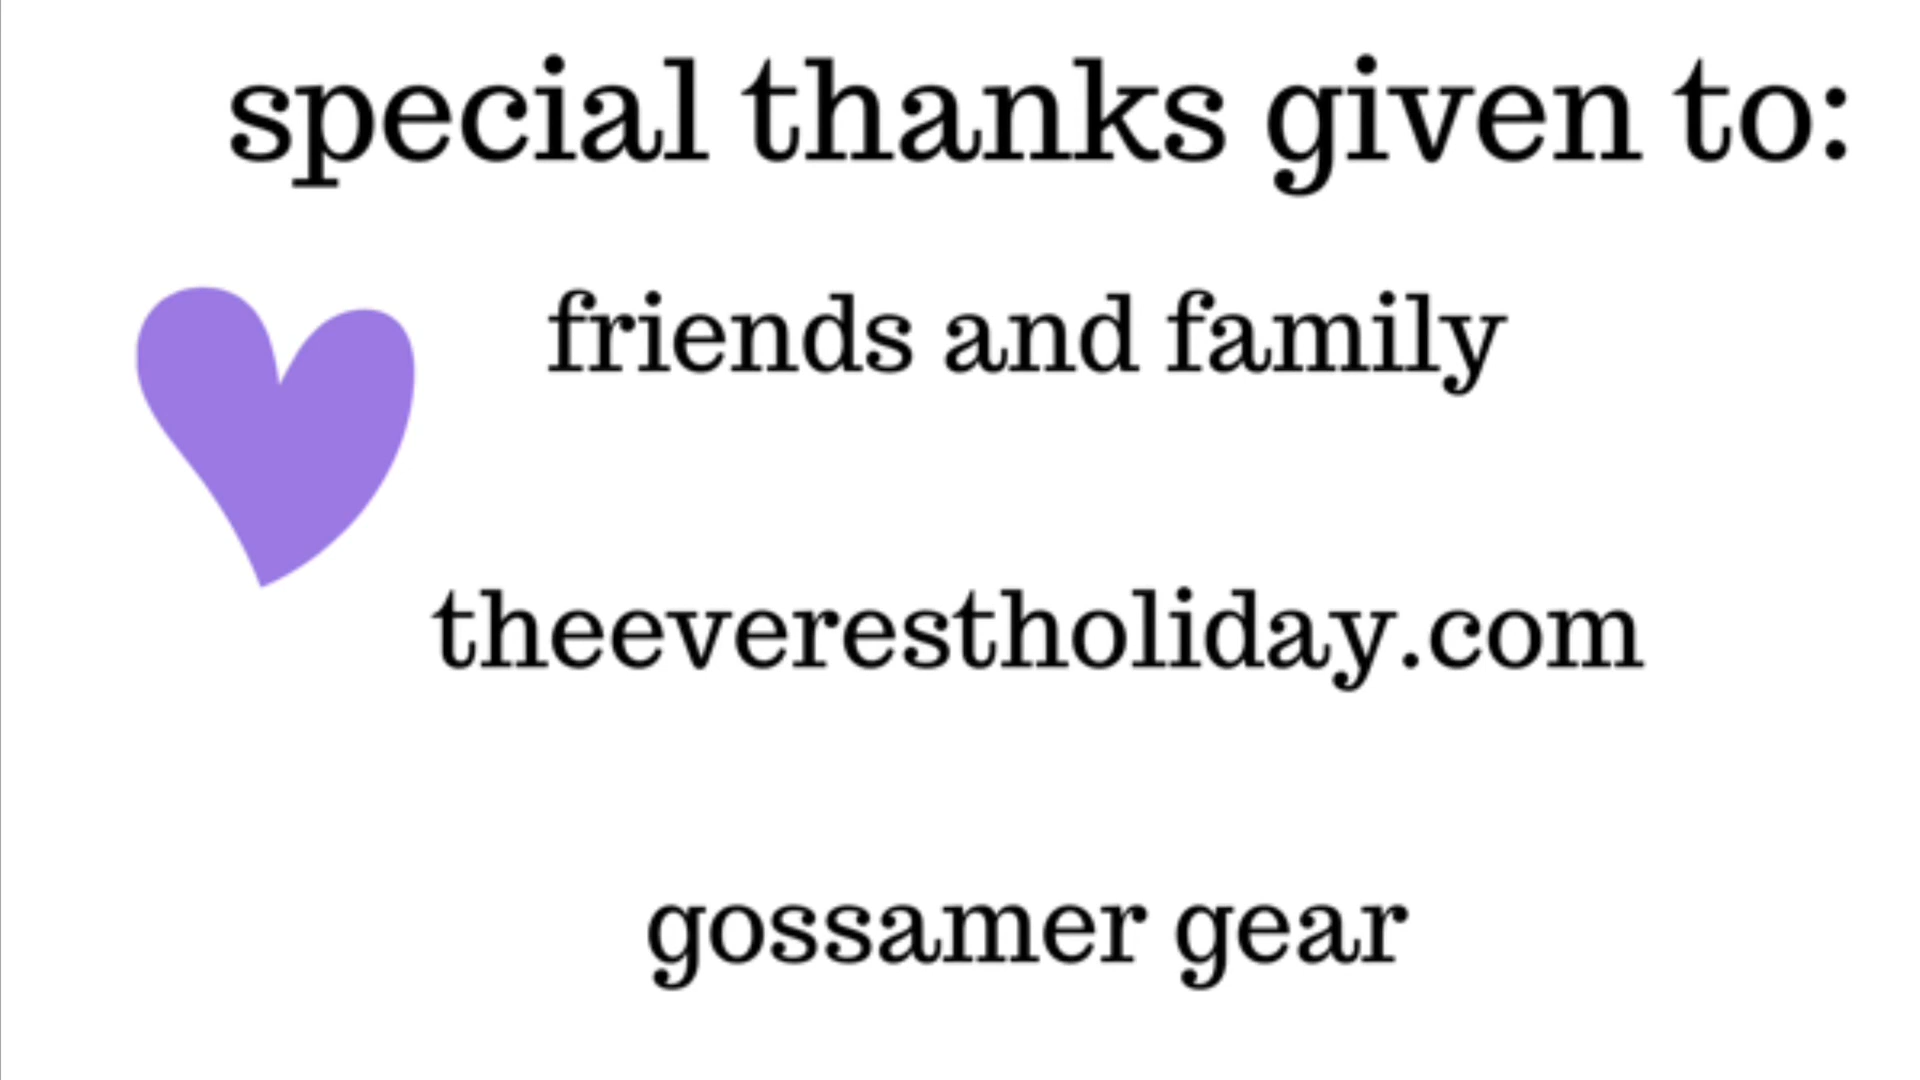 special thanks given to:
friends and family
theeverestholiday.com
gossamer gear